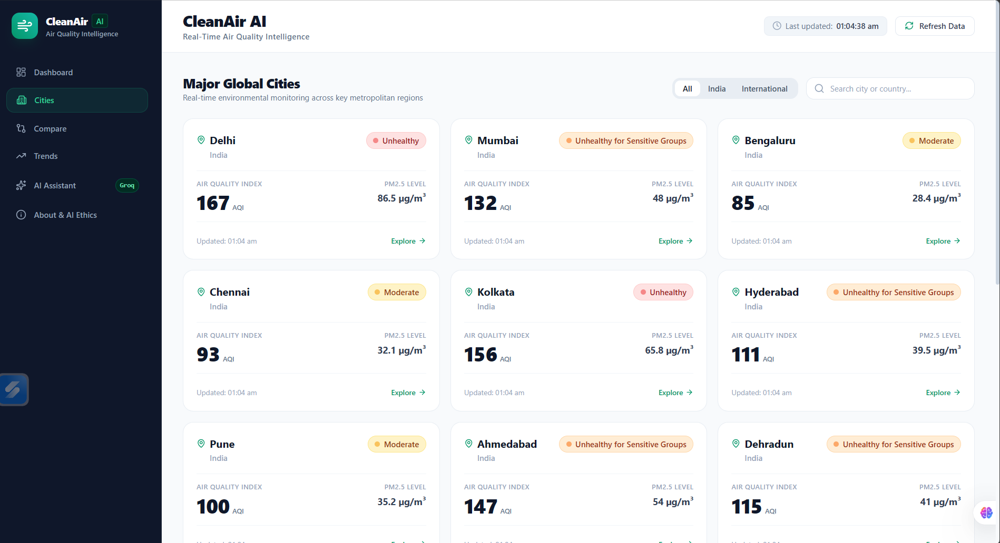 CleanAir AI
Air Quality Intelligence
Dashboard
Cities
Compare
Trends
AI Assistant Groq
About & AI Ethics
CleanAir AI
Real-Time Air Quality Intelligence
Last updated: 01:04:38 am
Refresh Data
Major Global Cities
Real-time environmental monitoring across key metropolitan regions
All India International
Search city or country...
Delhi
Unhealthy
India
AIR QUALITY INDEX
PM2.5 LEVEL
167 AQI
86.5 µg/m³
Updated: 01:04 am
Explore →
Mumbai
Unhealthy for Sensitive Groups
India
AIR QUALITY INDEX
PM2.5 LEVEL
132 AQI
48 µg/m³
Updated: 01:04 am
Explore →
Bengaluru
Moderate
India
AIR QUALITY INDEX
PM2.5 LEVEL
85 AQI
28.4 µg/m³
Updated: 01:04 am
Explore →
Chennai
Moderate
India
AIR QUALITY INDEX
PM2.5 LEVEL
93 AQI
32.1 µg/m³
Updated: 01:04 am
Explore →
Kolkata
Unhealthy
India
AIR QUALITY INDEX
PM2.5 LEVEL
156 AQI
65.8 µg/m³
Updated: 01:04 am
Explore →
Hyderabad
Unhealthy for Sensitive Groups
India
AIR QUALITY INDEX
PM2.5 LEVEL
111 AQI
39.5 µg/m³
Updated: 01:04 am
Explore →
Pune
Moderate
India
AIR QUALITY INDEX
PM2.5 LEVEL
100 AQI
35.2 µg/m³
Ahmedabad
Unhealthy for Sensitive Groups
India
AIR QUALITY INDEX
PM2.5 LEVEL
147 AQI
54 µg/m³
Dehradun
Unhealthy for Sensitive Groups
India
AIR QUALITY INDEX
PM2.5 LEVEL
115 AQI
41 µg/m³